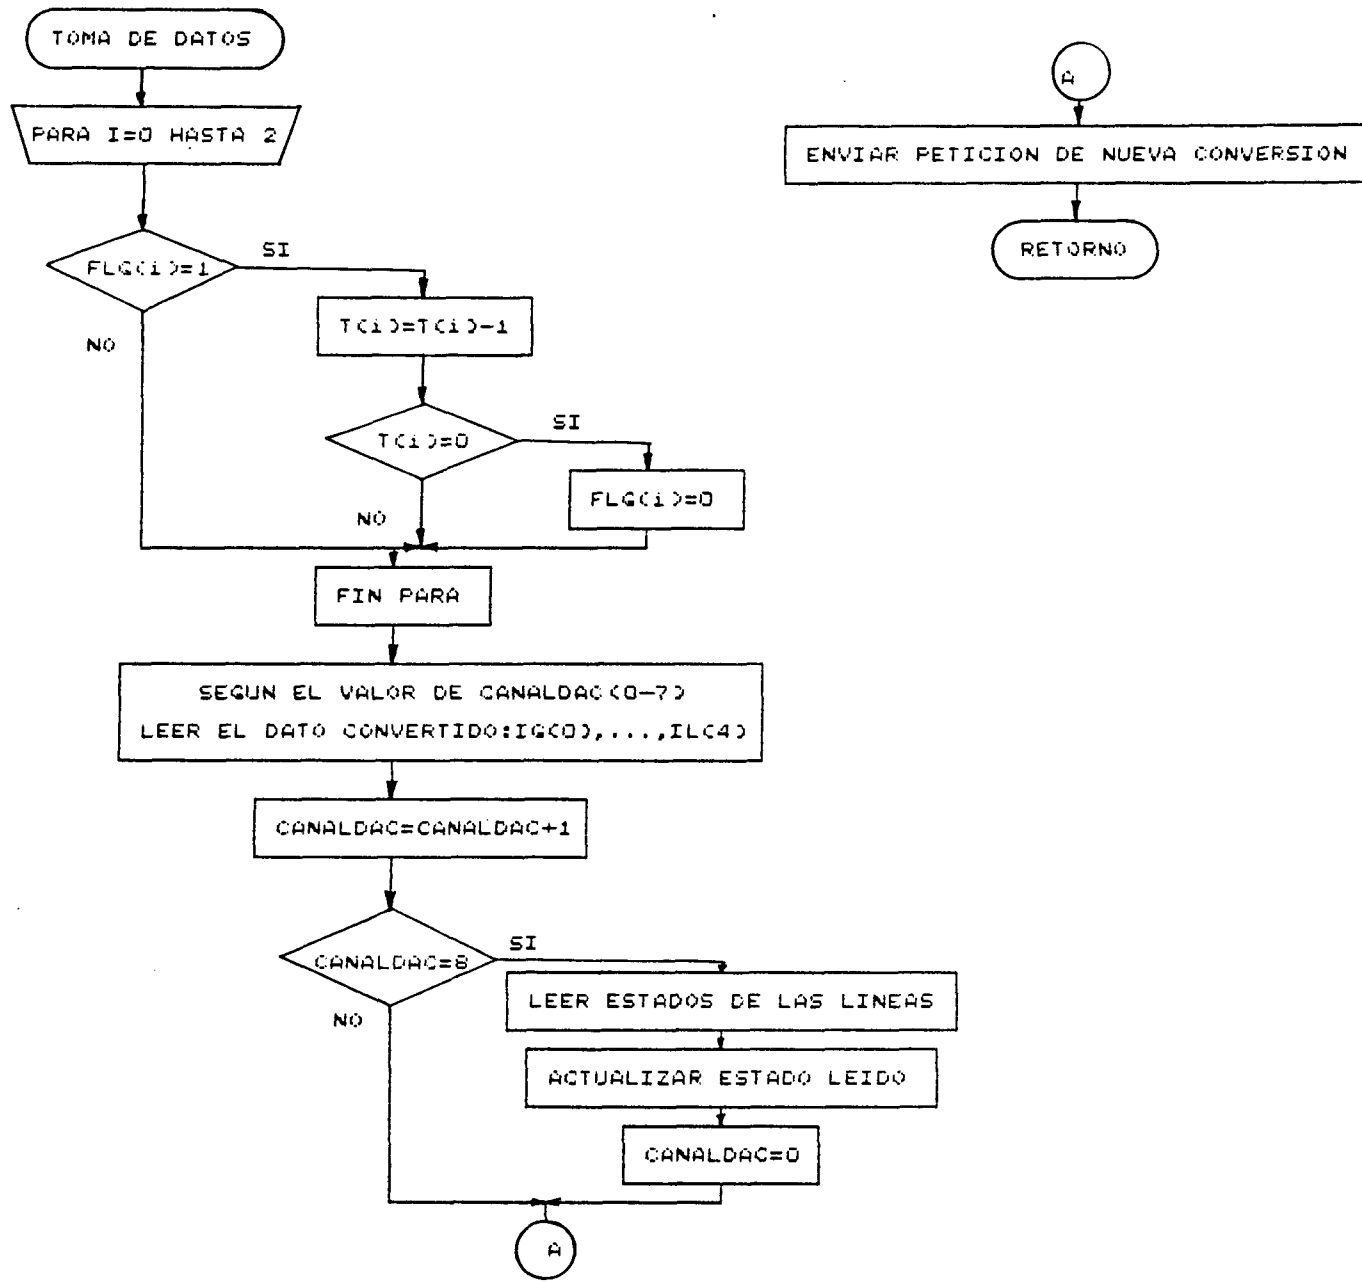 TOMA DE DATOS
PARA I=0 HASTA 2
FLG(i)=1
SI
NO
T(i)=T(i)-1
T(i)=0
SI
NO
FLG(i)=0
FIN PARA
SEGUN EL VALOR DE CANALDAC(0-7)
LEER EL DATO CONVERTIDO:IG(0),...,IL(4)
CANALDAC=CANALDAC+1
CANALDAC=8
SI
NO
LEER ESTADOS DE LAS LINEAS
ACTUALIZAR ESTADO LEIDO
CANALDAC=0
A
A
ENVIAR PETICION DE NUEVA CONVERSION
RETORNO